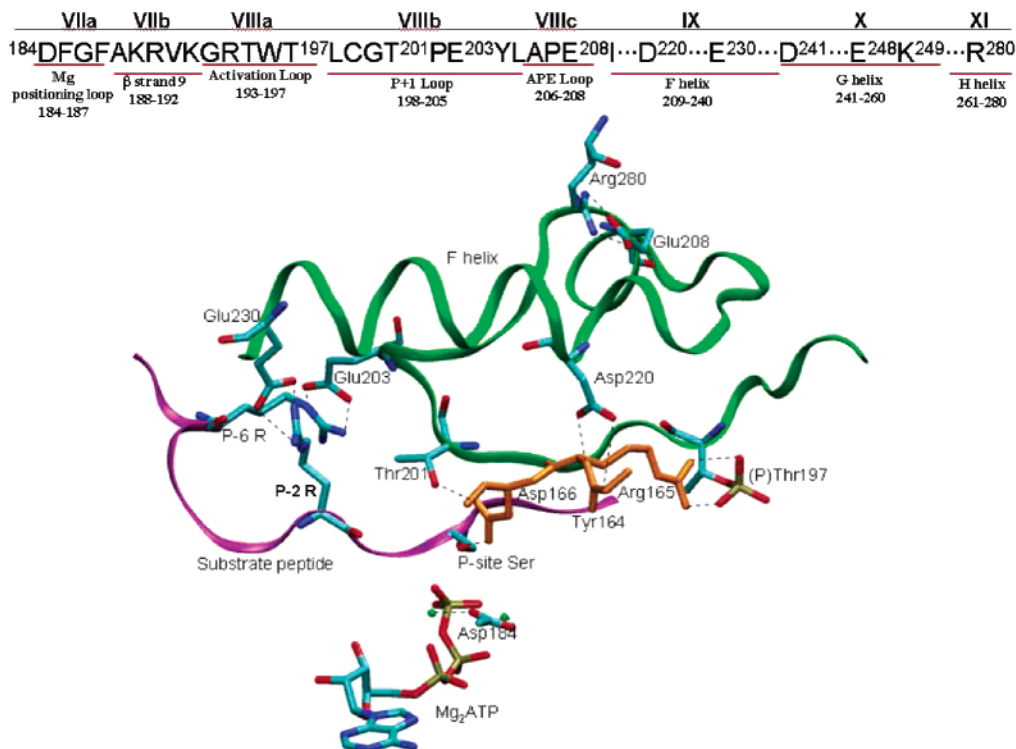 VIIa VIIb VIIIa VIIIb VIIIc IX X XI
184DFGFAKRVKGRTWT197LCGT201PE203YLAPE208I...D220...E230...D241...E248K249...R280
Mg positioning loop 184-187
β strand 9 188-192
Activation Loop 193-197
P+1 Loop 198-205
APE Loop 206-208
F helix 209-240
G helix 241-260
H helix 261-280
Arg280
Glu208
F helix
Glu230
Glu203
Asp220
P-6 R
Thr201
(P)Thr197
P-2 R
Asp166
Arg165
Tyr164
Substrate peptide
P-site Ser
Asp184
Mg2ATP